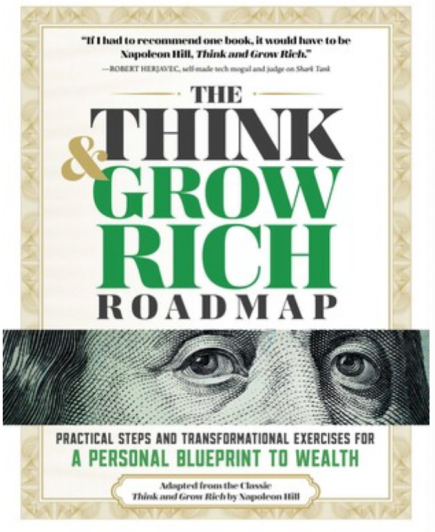 “If I had to recommend one book, it would have to be
Napoleon Hill, Think and Grow Rich.”
—ROBERT HERJAVEC, self-made tech mogul and judge on Shark Tank
THE
THINK
& GROW
RICH
ROADMAP
PRACTICAL STEPS AND TRANSFORMATIONAL EXERCISES FOR
A PERSONAL BLUEPRINT TO WEALTH
Adapted from the Classic
Think and Grow Rich by Napoleon Hill